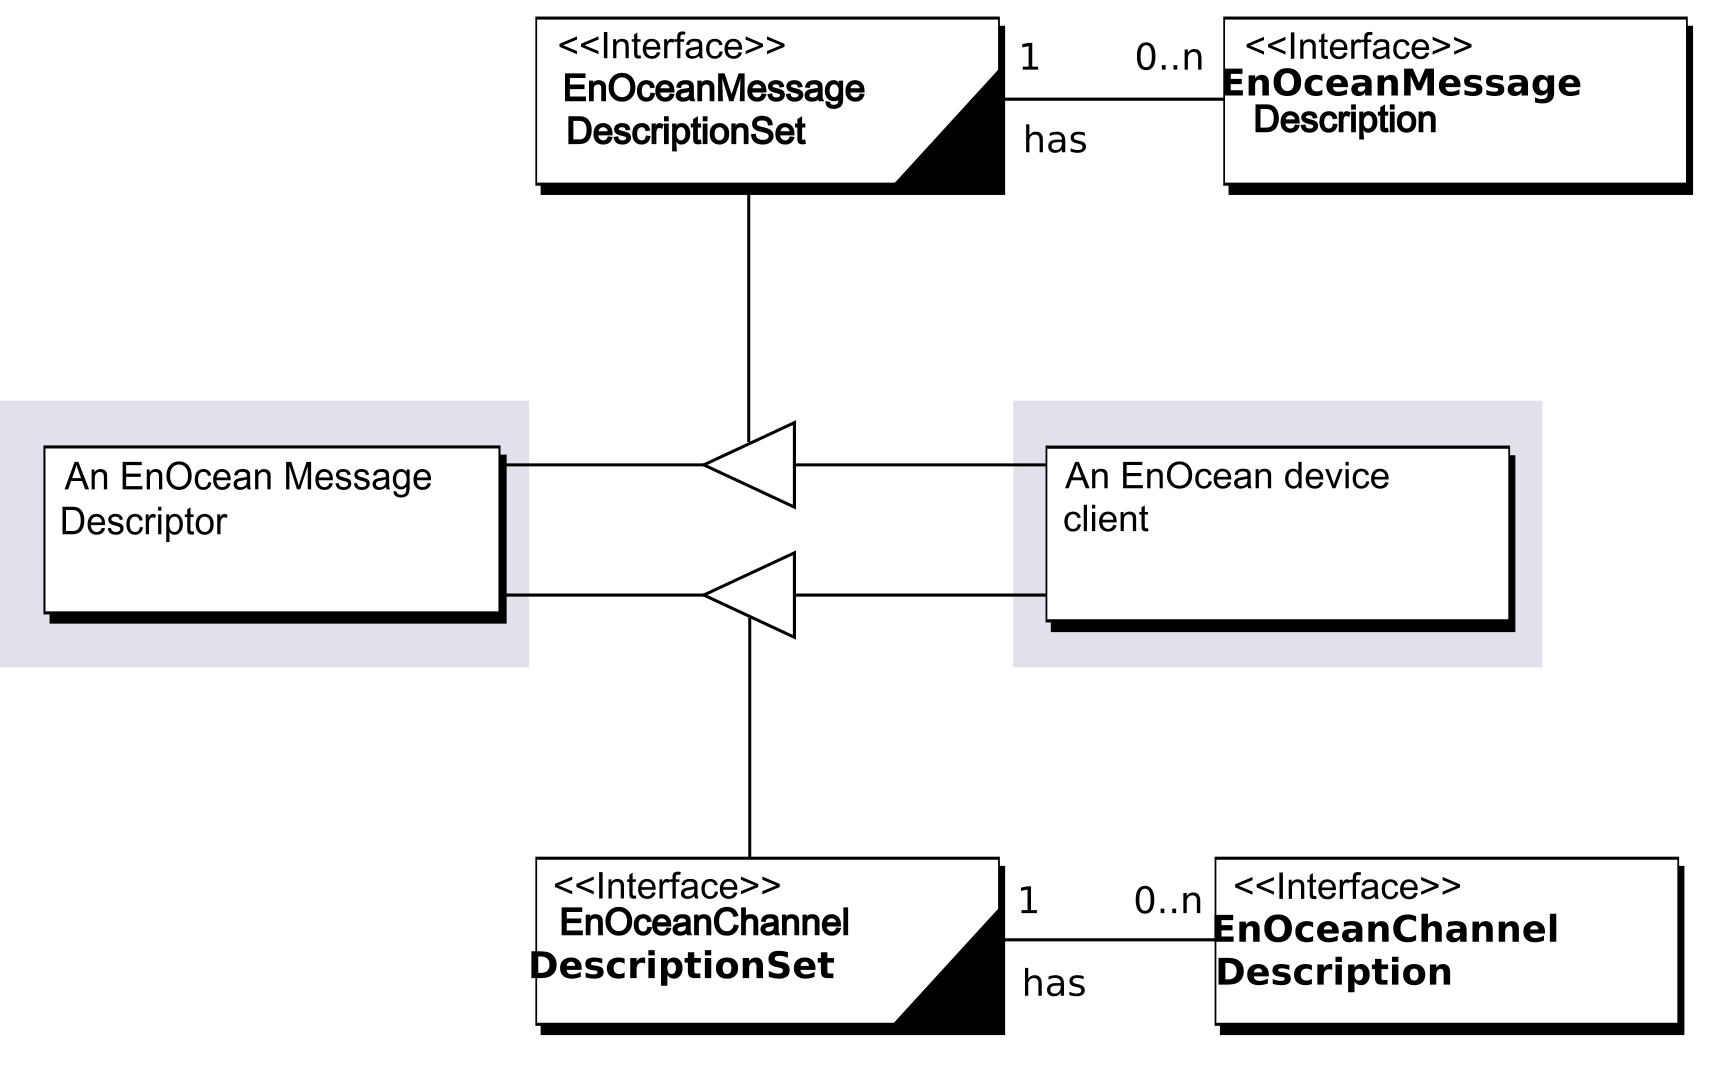 <<Interface>>
EnOceanMessage
DescriptionSet
1
0..n
has
<<Interface>>
EnOceanMessage
Description
An EnOcean Message
Descriptor
An EnOcean device
client
<<Interface>>
EnOceanChannel
DescriptionSet
1
0..n
has
<<Interface>>
EnOceanChannel
Description